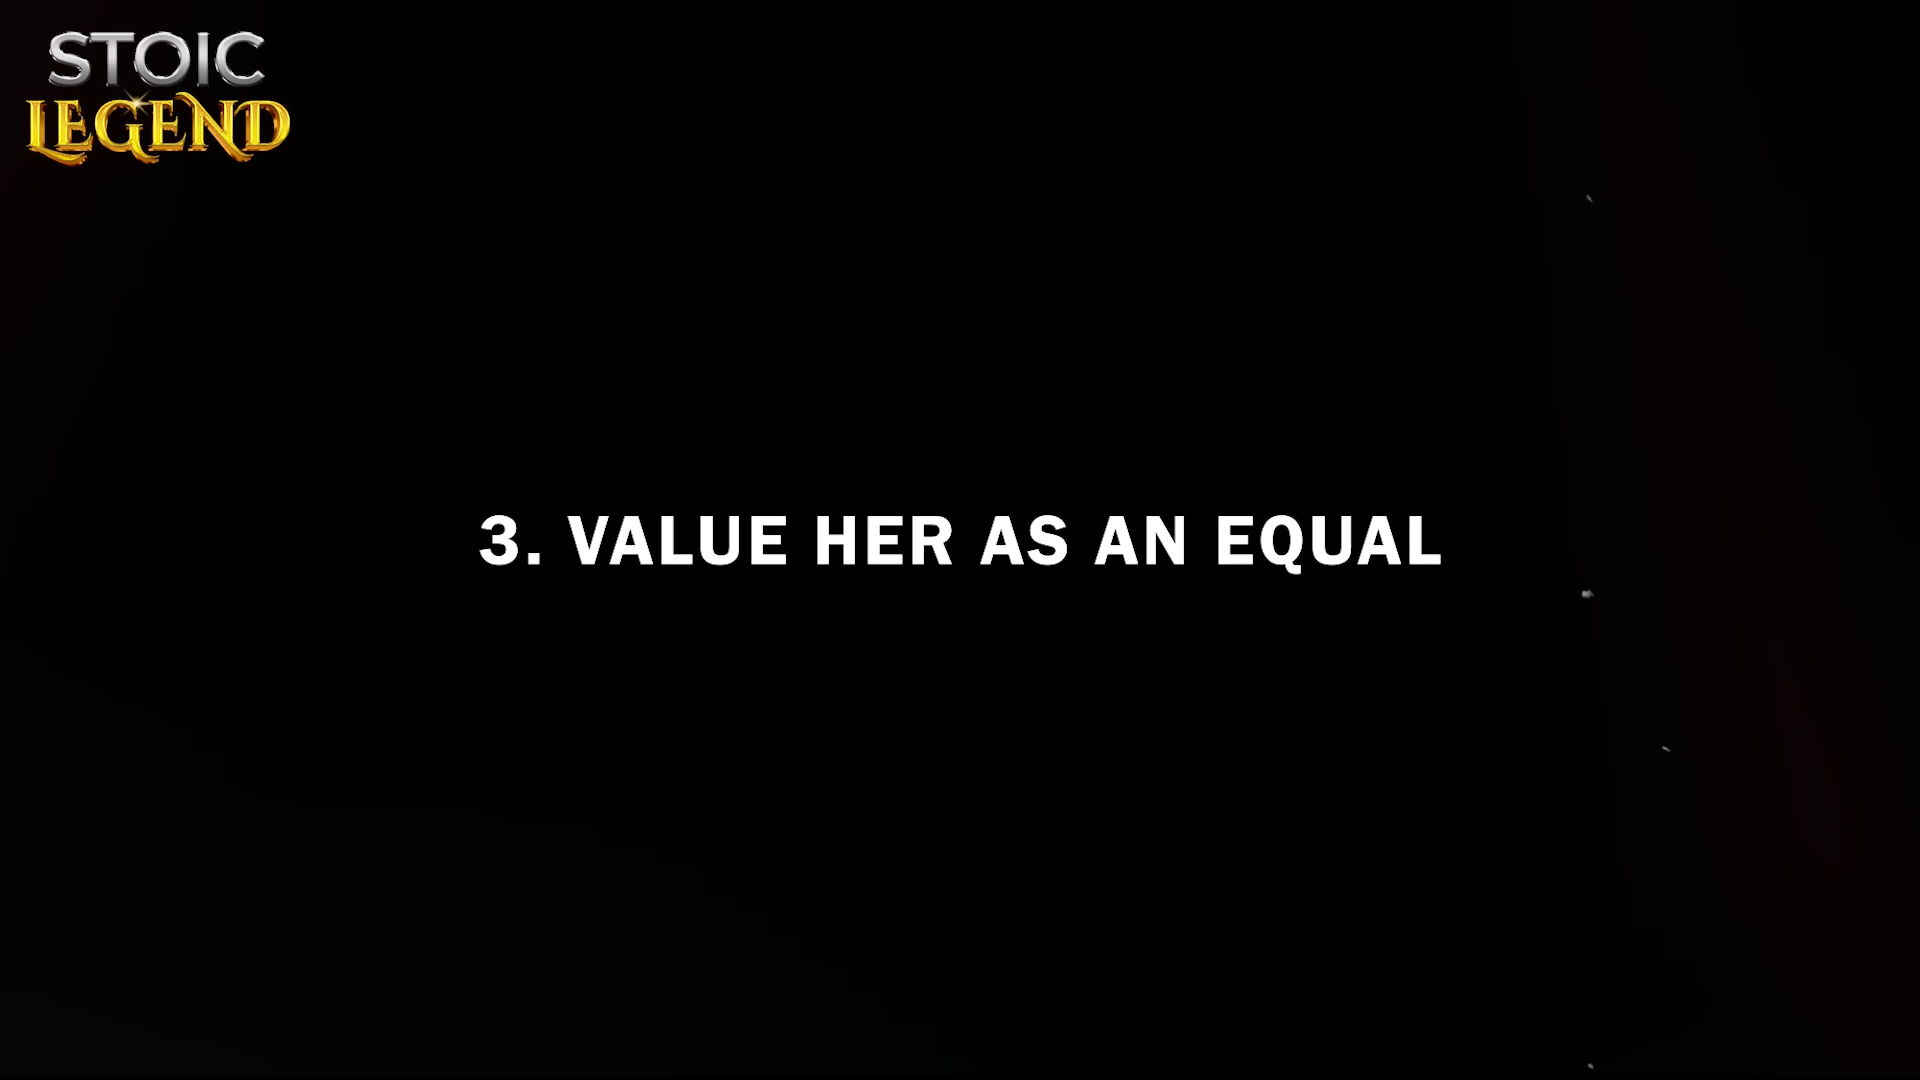 STOIC
LEGEND
3. VALUE HER AS AN EQUAL